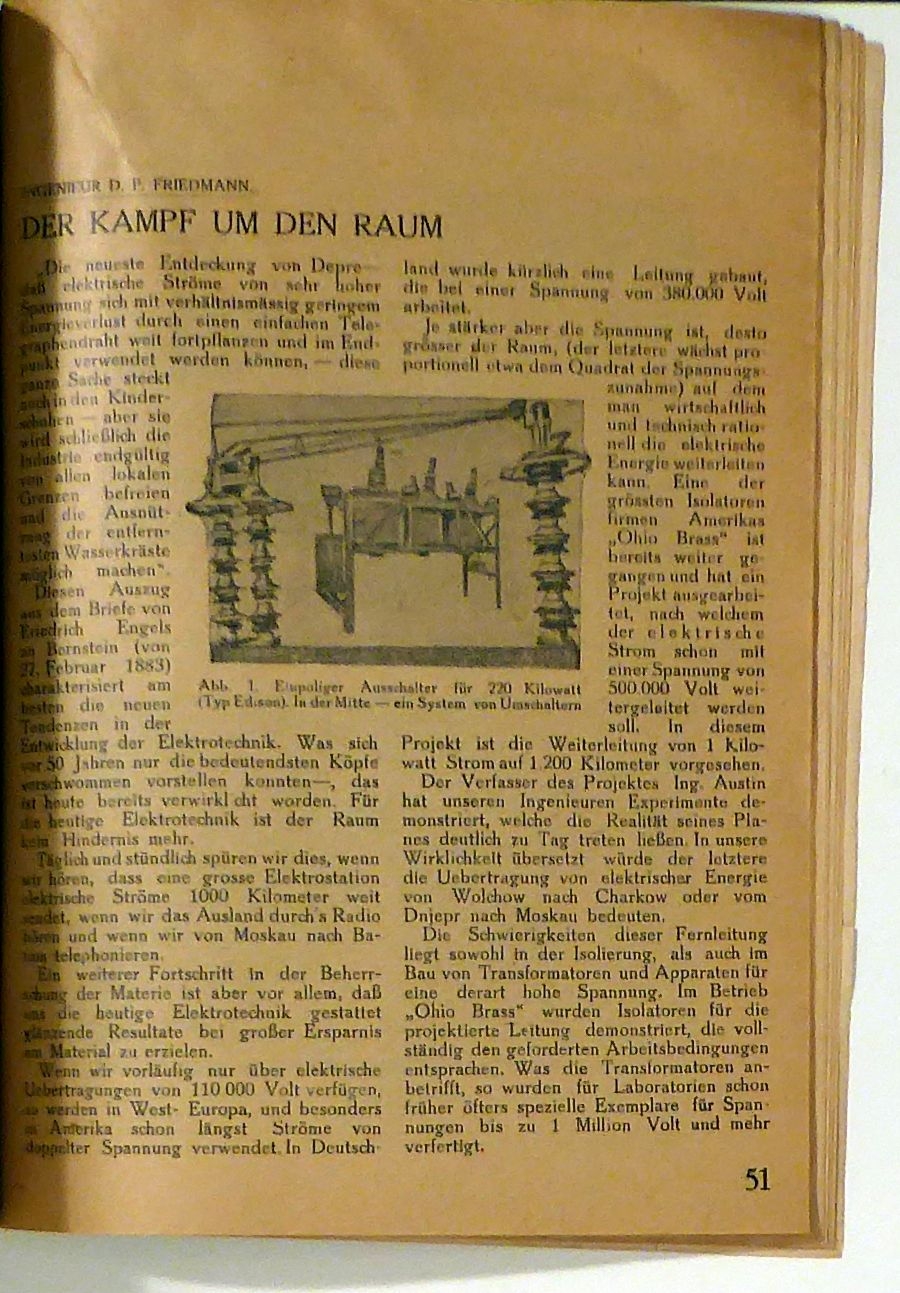 INGENIEUR D. P. FRIEDMANN.
DER KAMPF UM DEN RAUM
„Die neueste Entdeckung von Depre —
daß elektrische Ströme von sehr hoher
Spannung sich mit verhältnismässig geringem
Energieverlust durch einen einfachen Tele-
graphendraht weit fortpflanzen und im End-
punkt verwendet werden können, — diese
ganze Sache steckt
noch in den Kinder-
schuhen — aber sie
wird schließlich die
Industrie endgültig
von allen lokalen
Grenzen befreien
und die Ausnüt-
zung der entfern-
testen Wasserkräste
möglich machen“.
Diesen Auszug
aus dem Briefe von
Friedrich Engels
an Bernstein (von
27. Februar 1883)
charakterisiert am
besten die neuen
Tendenzen in der
Entwicklung der Elektrotechnik. Was sich
vor 50 Jahren nur die bedeutendsten Köpfe
verschwommen vorstellen konnten—, das
ist heute bereits verwirkl cht worden. Für
die heutige Elektrotechnik ist der Raum
kein Hindernis mehr.
Täglich und stündlich spüren wir dies, wenn
wir hören, dass eine grosse Elektrostation
elektrische Ströme 1000 Kilometer weit
sendet, wenn wir das Ausland durch's Radio
hören und wenn wir von Moskau nach Ba-
tum telephonieren.
Ein weiterer Fortschritt in der Beherr-
schung der Materie ist aber vor allem, daß
uns die heutige Elektrotechnik gestattet
glänzende Resultate bei großer Ersparnis
am Material zu erzielen.
Wenn wir vorläufig nur über elektrische
Uebertragungen von 110 000 Volt verfügen,
so werden in West- Europa, und besonders
in Amerika schon längst Ströme von
doppelter Spannung verwendet. In Deutsch-
Abb. 1. Einpoliger Ausschalter für 220 Kilowatt
(Typ Edison). In der Mitte — ein System von Umschaltern
land wurde kürzlich eine Leitung gebaut,
die bei einer Spannung von 380.000 Volt
arbeitet.
Je stärker aber die Spannung ist, desto
grösser der Raum, (der letztere wächst pro-
portionell etwa dem Quadrat der Spannungs-
zunahme) auf dem
man wirtschaftlich
und technisch ratio-
nell die elektrische
Energie weiterleiten
kann. Eine der
grössten Isolatoren
firmen Amerikas
„Ohio Brass“ ist
bereits weiter ge-
gangen und hat ein
Projekt ausgearbei-
tet, nach welchem
der elektrische
Strom schon mit
einer Spannung von
500.000 Volt wei-
tergeleitet werden
soll. In diesem
Projekt ist die Weiterleitung von 1 Kilo-
watt Strom auf 1.200 Kilometer vorgesehen.
Der Verfasser des Projektes Ing. Austin
hat unseren Ingenieuren Experimente de-
monstriert, welche die Realität seines Pla-
nes deutlich zu Tag treten ließen. In unsere
Wirklichkeit übersetzt würde der letztere
die Uebertragung von elektrischer Energie
von Wolchow nach Charkow oder vom
Dnjepr nach Moskau bedeuten.
Die Schwierigkeiten dieser Fernleitung
liegt sowohl in der Isolierung, als auch im
Bau von Transformatoren und Apparaten für
eine derart hohe Spannung. Im Betrieb
„Ohio Brass“ wurden Isolatoren für die
projektierte Leitung demonstriert, die voll-
ständig den geforderten Arbeitsbedingungen
entsprachen. Was die Transformatoren an-
betrifft, so wurden für Laboratorien schon
früher öfters spezielle Exemplare für Span-
nungen bis zu 1 Million Volt und mehr
verfertigt.
51